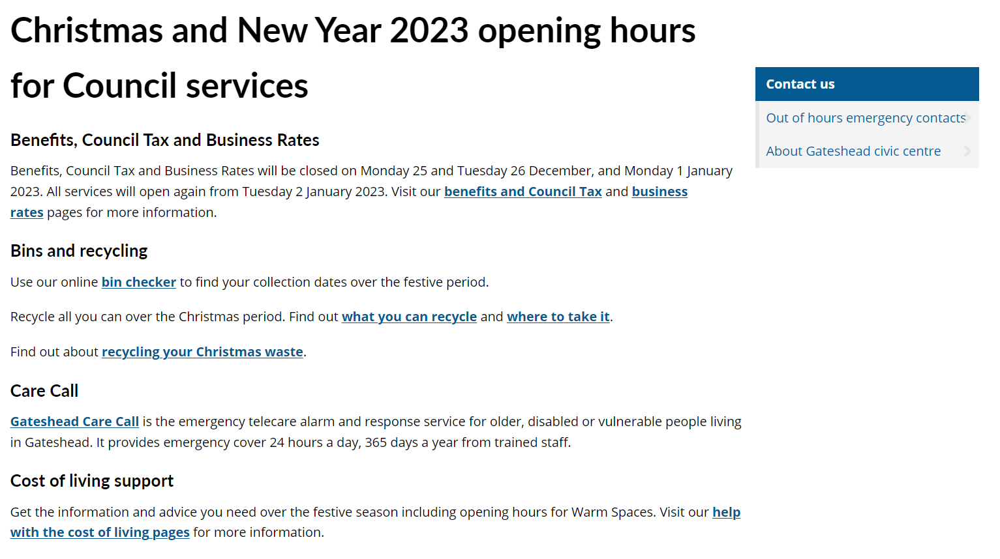 Christmas and New Year 2023 opening hours
for Council services
Benefits, Council Tax and Business Rates
Benefits, Council Tax and Business Rates will be closed on Monday 25 and Tuesday 26 December, and Monday 1 January
2023. All services will open again from Tuesday 2 January 2023. Visit our benefits and Council Tax and business
rates pages for more information.
Bins and recycling
Use our online bin checker to find your collection dates over the festive period.
Recycle all you can over the Christmas period. Find out what you can recycle and where to take it.
Find out about recycling your Christmas waste.
Care Call
Gateshead Care Call is the emergency telecare alarm and response service for older, disabled or vulnerable people living
in Gateshead. It provides emergency cover 24 hours a day, 365 days a year from trained staff.
Cost of living support
Get the information and advice you need over the festive season including opening hours for Warm Spaces. Visit our help
with the cost of living pages for more information.
Contact us
Out of hours emergency contacts
About Gateshead civic centre